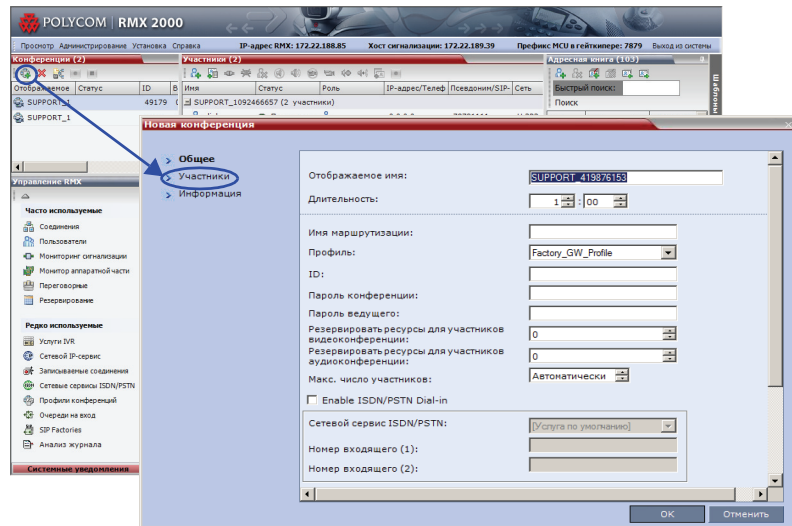 POLYCOM | RMX 2000
Просмотр Администрирование Установка Справка IP-адрес RMX: 172.22.188.85 Хост сигнализации: 172.22.189.39 Префикс MCU в гейткипере: 7879 Выход из системы
Конференции (2)
Отображаемое Статус ID
SUPPORT_1 49179
SUPPORT_1
Участники (2)
Имя Статус Роль IP-адрес/Телеф Псевдоним/SIP- Сеть
SUPPORT_1092466657 (2 участники)
Адресная книга (103)
Быстрый поиск:
Поиск
Управление RMX
Часто используемые
Соединения
Пользователи
Мониторинг сигнализации
Монитор аппаратной части
Переговорные
Резервирование
Редко используемые
Услуги IVR
Сетевой IP-сервис
Записываемые соединения
Сетевые сервисы ISDN/PSTN
Профили конференций
Очереди на вход
SIP Factories
Анализ журнала
Системные уведомления
Новая конференция
Общее
Участники
Информация
Отображаемое имя: SUPPORT_419876153
Длительность: 1 : 00
Имя маршрутизации:
Профиль: Factory_GW_Profile
ID:
Пароль конференции:
Пароль ведущего:
Резервировать ресурсы для участников
видеоконференции: 0
Резервировать ресурсы для участников
аудиоконференции: 0
Макс. число участников: Автоматически
Enable ISDN/PSTN Dial-in
Сетевой сервис ISDN/PSTN: [Услуга по умолчанию]
Номер входящего (1):
Номер входящего (2):
OK Отменить